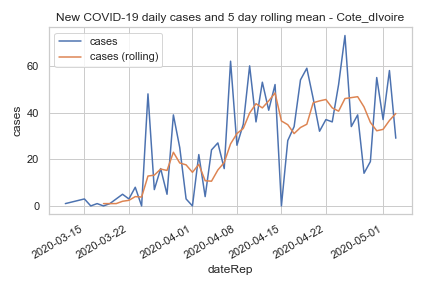 New COVID-19 daily cases and 5 day rolling mean - Cote_dIvoire
cases
cases (rolling)
60
40
20
0
cases
2020-03-15
2020-03-22
2020-04-01
2020-04-08
2020-04-15
2020-04-22
2020-05-01
dateRep